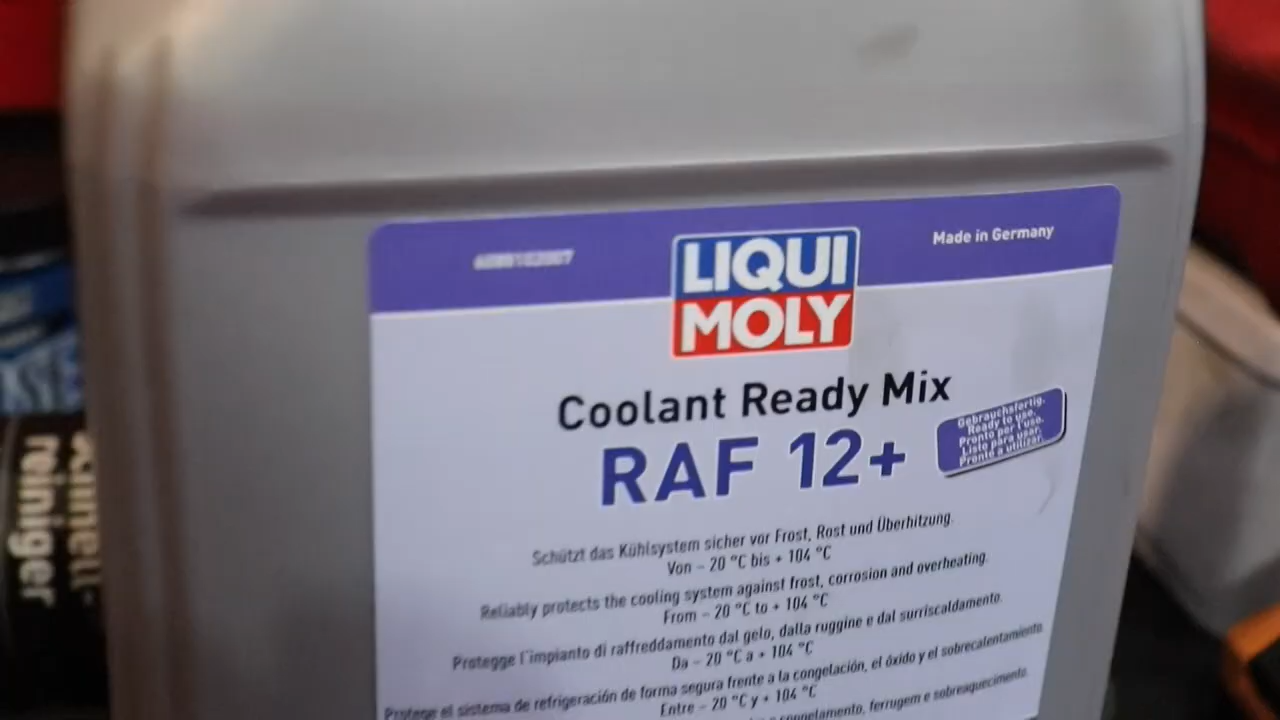 Made in Germany
LIQUI
MOLY
Coolant Ready Mix
RAF 12+
Gebrauchsfertig.
Ready to use.
Pronto per l'uso.
Listo para usar.
Pronto a utilizar.
Schützt das Kühlsystem sicher vor Frost, Rost und Überhitzung.
Von – 20 °C bis + 104 °C
Reliably protects the cooling system against frost, corrosion and overheating.
From – 20 °C to + 104 °C
Protegge l'impianto di raffreddamento dal gelo, dalla ruggine e dal surriscaldamento.
Da – 20 °C a + 104 °C
Protege el sistema de refrigeración de forma segura frente a la congelación, el óxido y el sobrecalentamiento.
Entre – 20 °C y + 104 °C
congelamento, ferrugem e sobreaquecimento.
reiniger